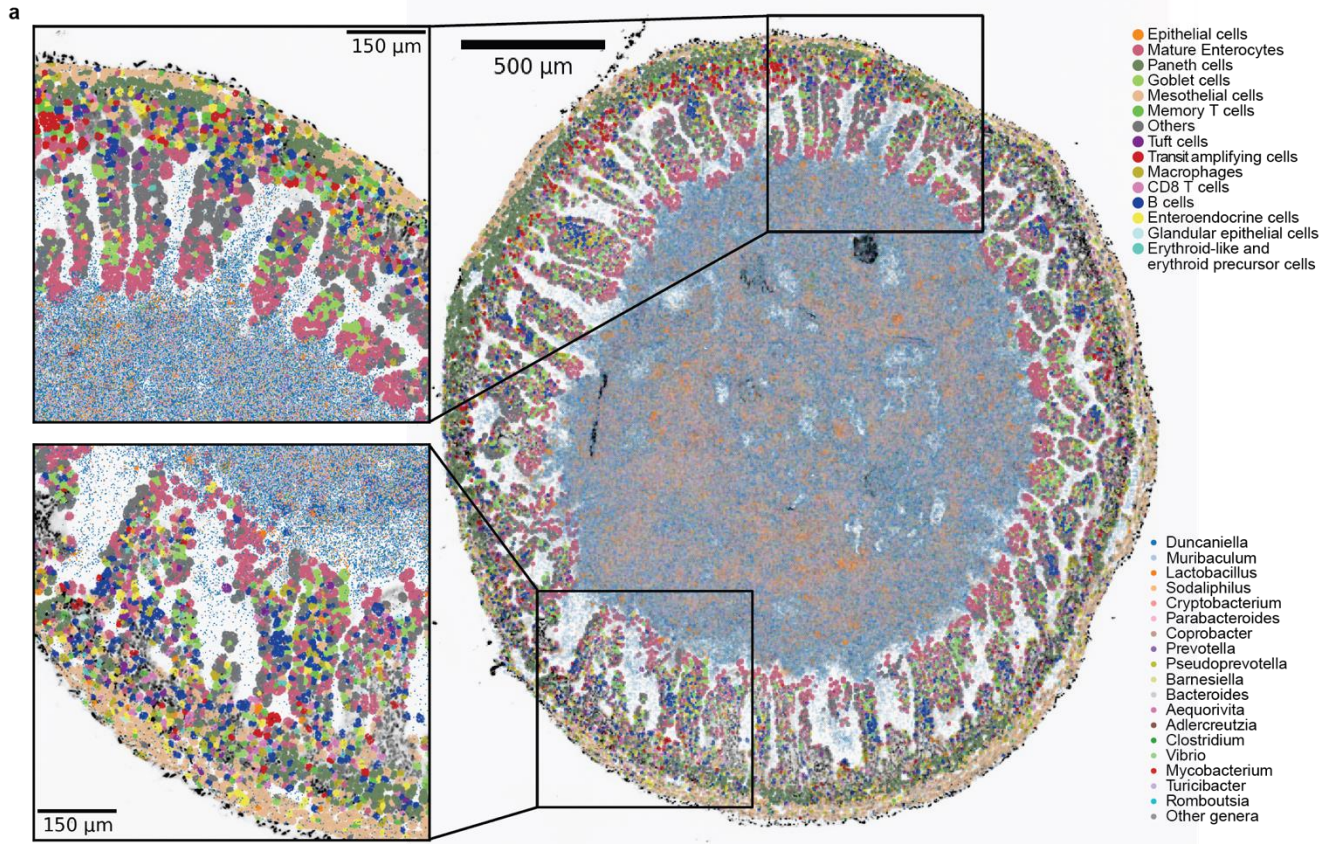 a
150 µm
500 µm
Epithelial cells
Mature Enterocytes
Paneth cells
Goblet cells
Mesothelial cells
Memory T cells
Others
Tuft cells
Transit amplifying cells
Macrophages
CD8 T cells
B cells
Enteroendocrine cells
Glandular epithelial cells
Erythroid-like and
erythroid precursor cells
150 µm
Duncaniella
Muribaculum
Lactobacillus
Sodaliphilus
Cryptobacterium
Parabacteroides
Coprobacter
Prevotella
Pseudoprevotella
Barnesiella
Bacteroides
Aequorivita
Adlercreutzia
Clostridium
Vibrio
Mycobacterium
Turicibacter
Romboutsia
Other genera